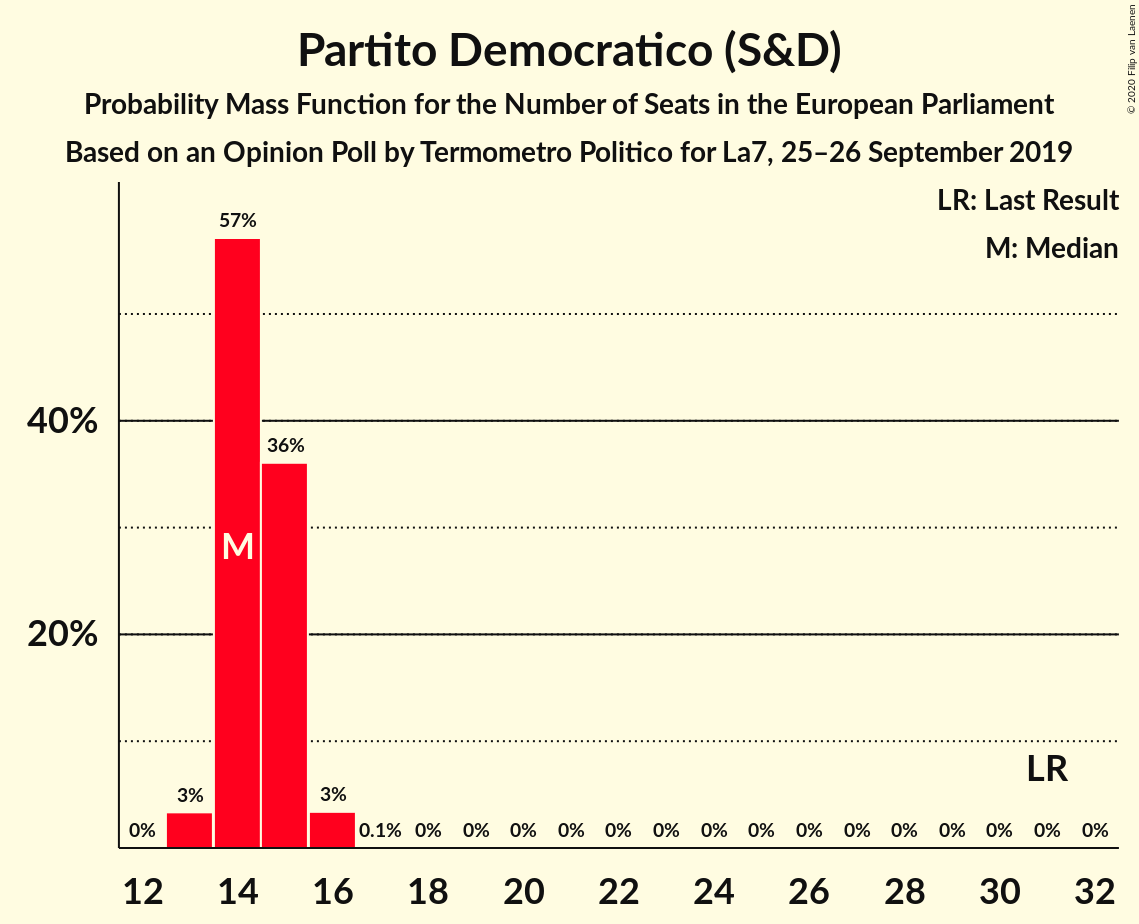 © 2020 Filip van Laenen
Partito Democratico (S&D)
Probability Mass Function for the Number of Seats in the European Parliament
Based on an Opinion Poll by Termometro Politico for La7, 25–26 September 2019
LR: Last Result
M: Median
57%
40%
36%
M
20%
LR
0% 3% 3% 0.1% 0% 0% 0% 0% 0% 0% 0% 0% 0% 0% 0% 0% 0% 0% 0%
12 14 16 18 20 22 24 26 28 30 32